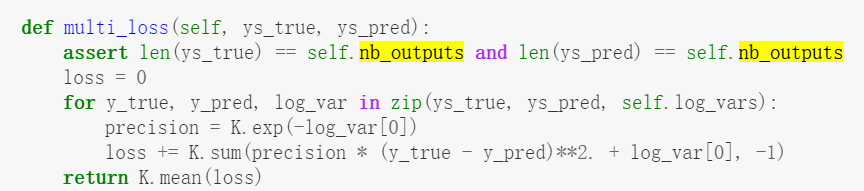 def multi_loss(self, ys_true, ys_pred):
    assert len(ys_true) == self.nb_outputs and len(ys_pred) == self.nb_outputs
    loss = 0
    for y_true, y_pred, log_var in zip(ys_true, ys_pred, self.log_vars):
        precision = K.exp(-log_var[0])
        loss += K.sum(precision * (y_true - y_pred)**2. + log_var[0], -1)
    return K.mean(loss)